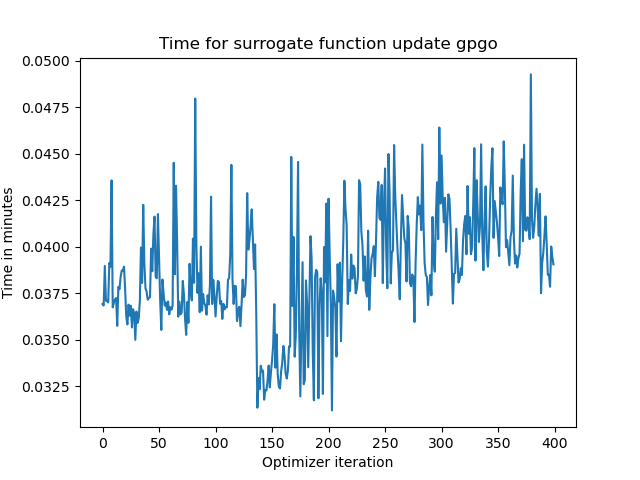 Time for surrogate function update gpgo
0.0500
0.0475
0.0450
0.0425
0.0400
0.0375
0.0350
0.0325
Time in minutes
0 50 100 150 200 250 300 350 400
Optimizer iteration